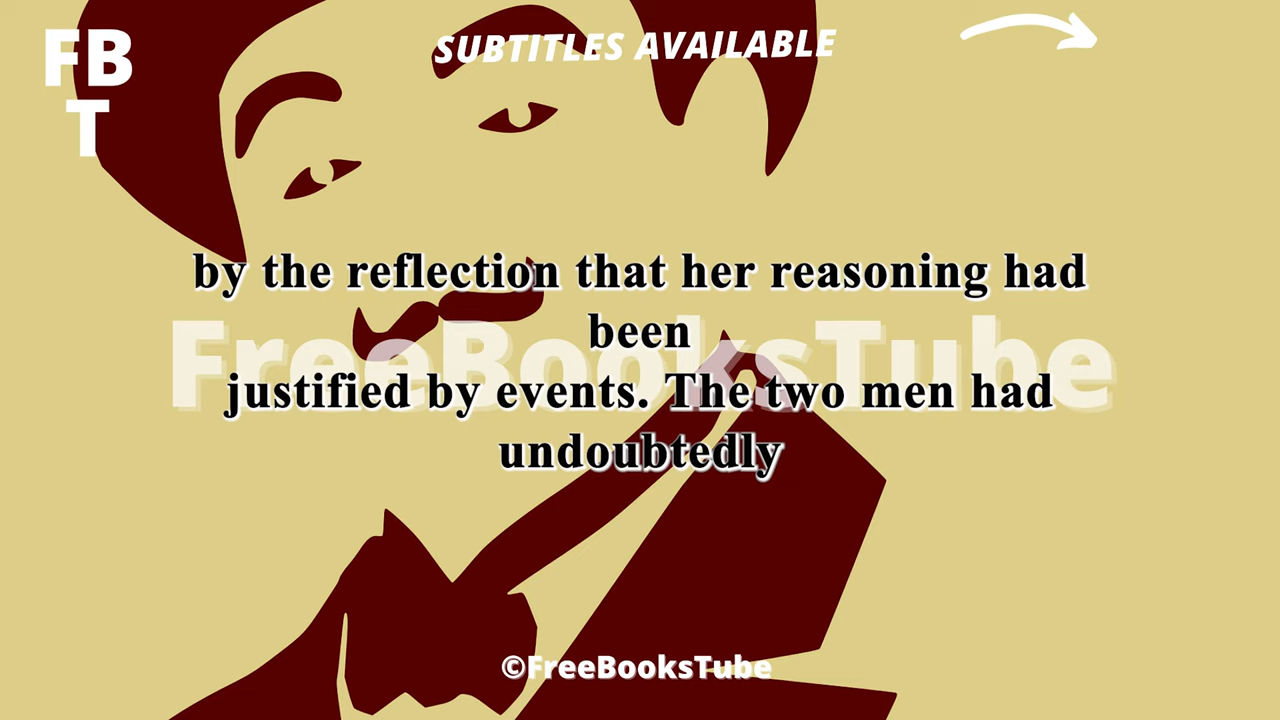 FB
T
SUBTITLES AVAILABLE
by the reflection that her reasoning had
been
justified by events. The two men had
undoubtedly
FreeBooksTube
©FreeBooksTube